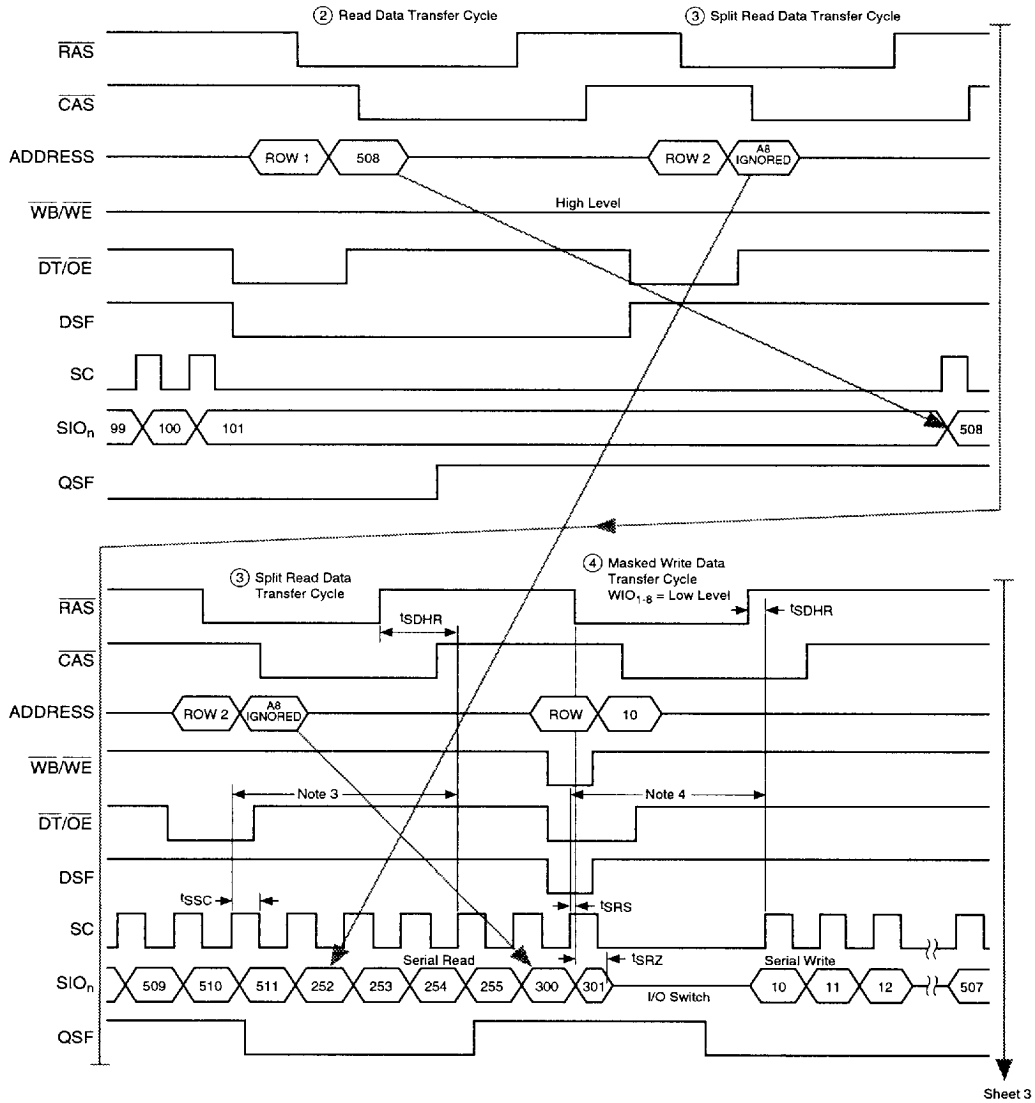 ② Read Data Transfer Cycle
③ Split Read Data Transfer Cycle
RAS
CAS
ADDRESS
ROW 1
508
ROW 2
A8
IGNORED
WB/WE
High Level
DT/OE
DSF
SC
SIOn
99
100
101
508
QSF
③ Split Read Data
Transfer Cycle
④ Masked Write Data
Transfer Cycle
WIO1-8 = Low Level
RAS
tSDHR
tSDHR
CAS
ADDRESS
ROW 2
A8
IGNORED
ROW
10
WB/WE
Note 3
Note 4
DT/OE
DSF
tSSC
tSRS
SC
Serial Read
tSRZ
Serial Write
SIOn
509
510
511
252
253
254
255
300
301
I/O Switch
10
11
12
507
QSF
Sheet 3